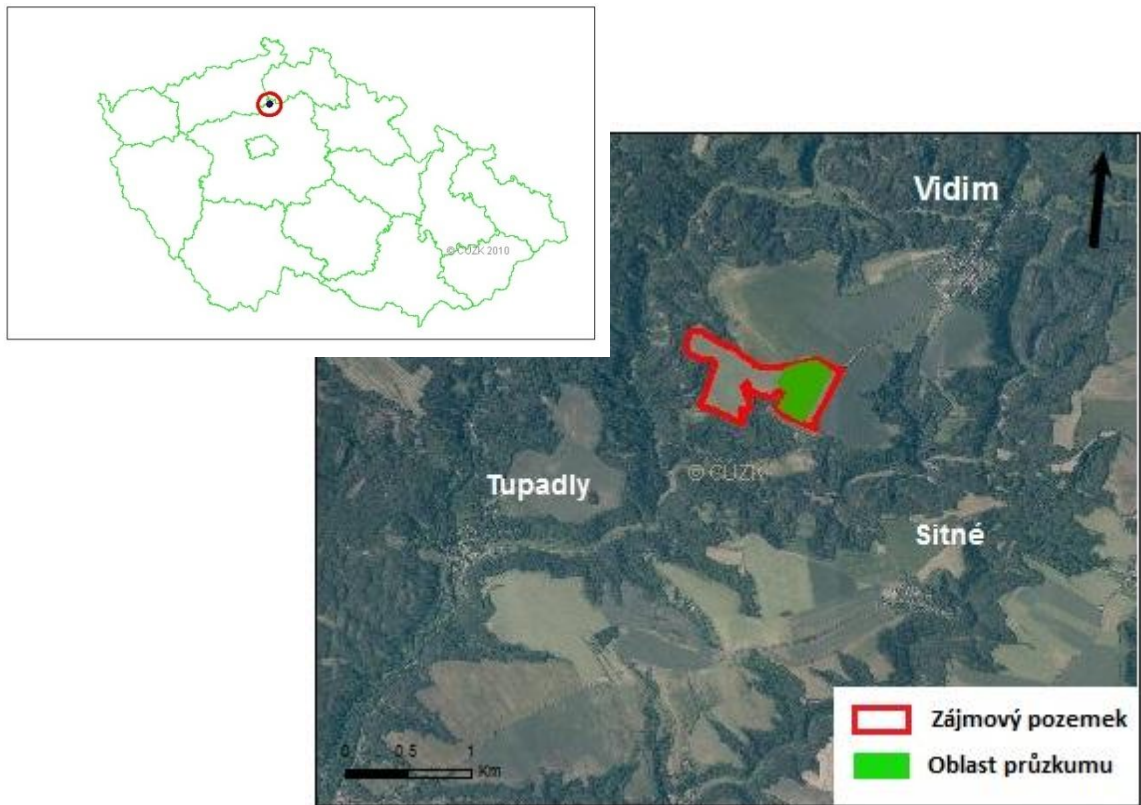 © ČÚZK 2010
Vidim
Tupadly
© ČÚZK
Sitné
Zájmový pozemek
Oblast průzkumu
0 0.5 1
Km